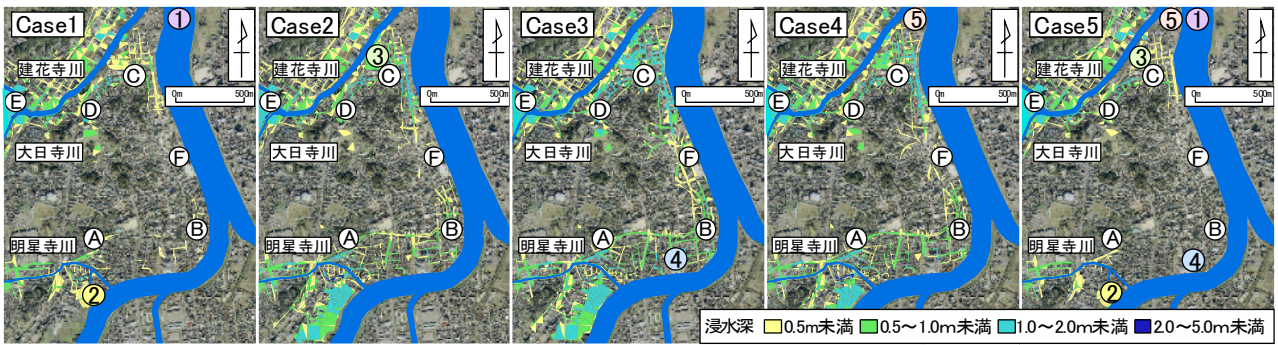 Case1
①
建花寺川
Ⓒ
Ⓔ
Ⓓ
0m 500m
大日寺川
Ⓕ
Ⓐ
Ⓑ
明星寺川
②
Case2
③
建花寺川
Ⓒ
Ⓔ
Ⓓ
0m 500m
大日寺川
Ⓕ
Ⓐ
Ⓑ
明星寺川
Case3
建花寺川
Ⓒ
Ⓔ
Ⓓ
0m 500m
大日寺川
Ⓕ
Ⓐ
Ⓑ
明星寺川
④
Case4
⑤
建花寺川
Ⓒ
Ⓔ
Ⓓ
0m 500m
大日寺川
Ⓕ
Ⓐ
Ⓑ
明星寺川
Case5
⑤ ①
③
建花寺川
Ⓒ
Ⓔ
Ⓓ
0m 500m
大日寺川
Ⓕ
Ⓐ
Ⓑ
明星寺川
④
②
浸水深 0.5m未満 0.5～1.0m未満 1.0～2.0m未満 2.0～5.0m未満